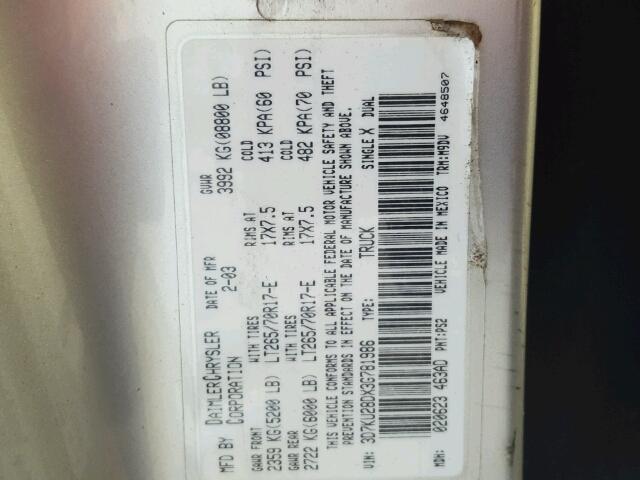 MFD BY DAIMLERCHRYSLER CORPORATION DATE OF MFR 2-03 GVWR 3992 KG(08800 LB)
GAWR FRONT WITH TIRES RIMS AT COLD
2359 KG(5200 LB) LT265/70R17-E 17X7.5 413 KPA(60 PSI)
GAWR REAR WITH TIRES RIMS AT COLD
2722 KG(6000 LB) LT265/70R17-E 17X7.5 482 KPA(70 PSI)
THIS VEHICLE CONFORMS TO ALL APPLICABLE FEDERAL MOTOR VEHICLE SAFETY AND THEFT
PREVENTION STANDARDS IN EFFECT ON THE DATE OF MANUFACTURE SHOWN ABOVE.
VIN: 3D7KU28DX3G781986 TYPE: TRUCK SINGLE X DUAL
MDH: 020623 463AD PNT:PS2 VEHICLE MADE IN MEXICO TRM:M9DV 4648507